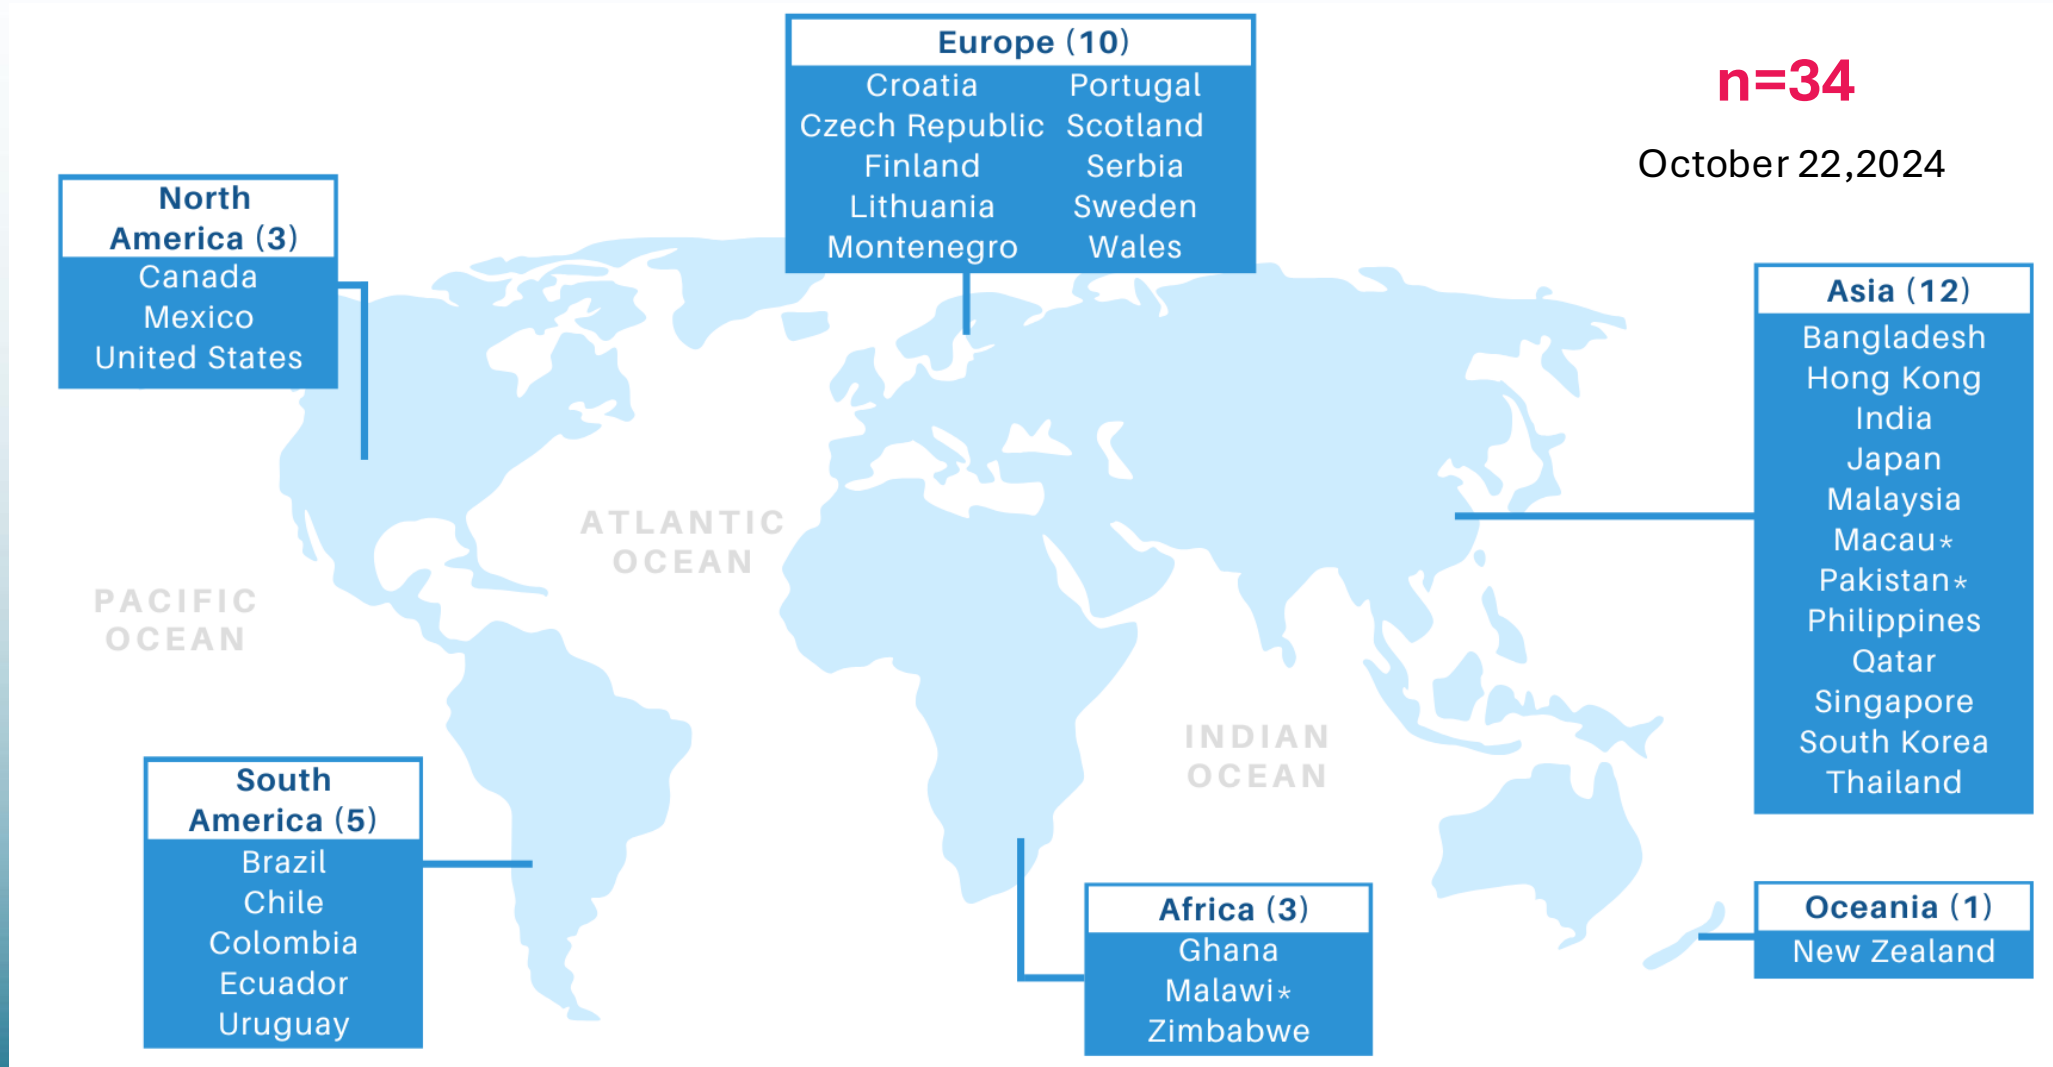 Europe (10)
Croatia Portugal
Czech Republic Scotland
Finland Serbia
Lithuania Sweden
Montenegro Wales
n=34
October 22,2024
North
America (3)
Canada
Mexico
United States
Asia (12)
Bangladesh
Hong Kong
India
Japan
Malaysia
Macau*
Pakistan*
Philippines
Qatar
Singapore
South Korea
Thailand
ATLANTIC
OCEAN
PACIFIC
OCEAN
INDIAN
OCEAN
South
America (5)
Brazil
Chile
Colombia
Ecuador
Uruguay
Africa (3)
Ghana
Malawi*
Zimbabwe
Oceania (1)
New Zealand